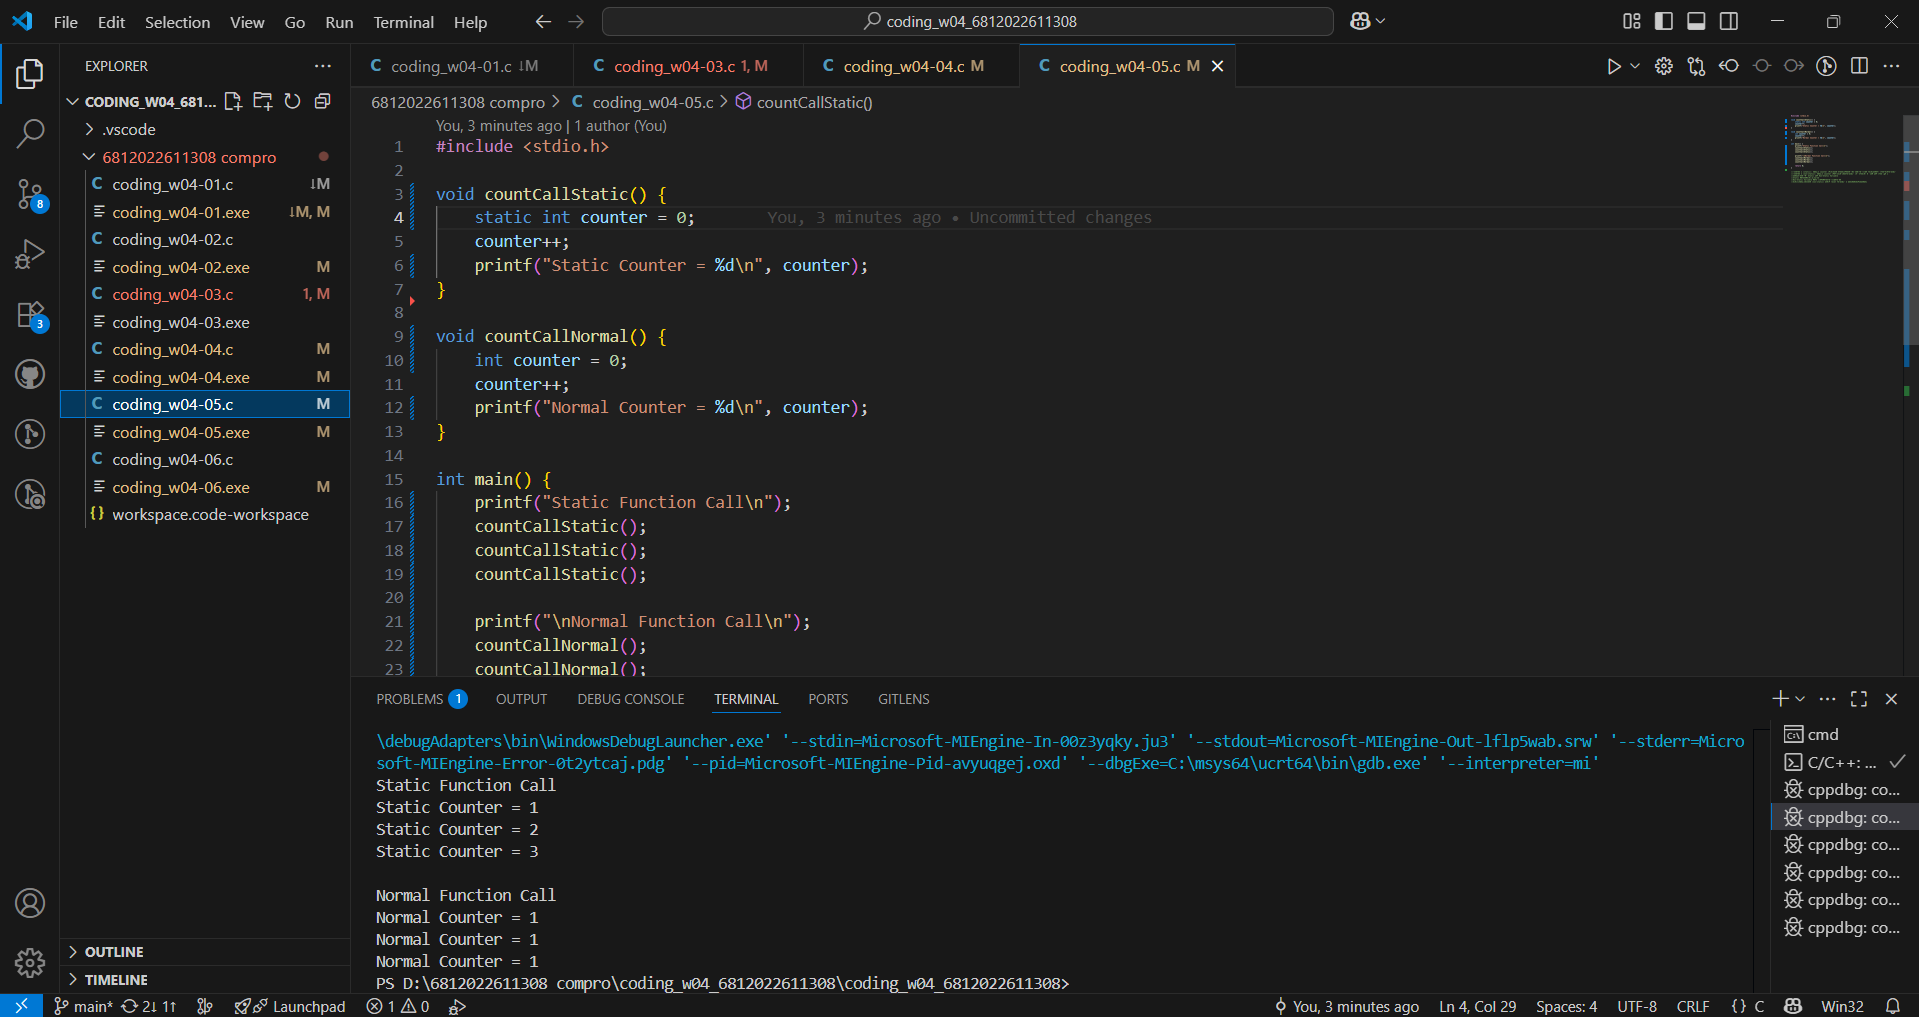 File Edit Selection View Go Run Terminal Help
coding_w04_6812022611308
EXPLORER
CODING_W04_681...
.vscode
6812022611308 compro
coding_w04-01.c ↓M
coding_w04-01.exe ↓M, M
coding_w04-02.c
coding_w04-02.exe M
coding_w04-03.c 1, M
coding_w04-03.exe
coding_w04-04.c M
coding_w04-04.exe M
coding_w04-05.c M
coding_w04-05.exe M
coding_w04-06.c
coding_w04-06.exe M
workspace.code-workspace
OUTLINE
TIMELINE
8
3
C coding_w04-01.c ↓M
C coding_w04-03.c 1, M
C coding_w04-04.c M
C coding_w04-05.c M
6812022611308 compro > C coding_w04-05.c > countCallStatic()
You, 3 minutes ago | 1 author (You)
1 #include <stdio.h>
2
3 void countCallStatic() {
4 static int counter = 0; You, 3 minutes ago • Uncommitted changes
5 counter++;
6 printf("Static Counter = %d\n", counter);
7 }
8
9 void countCallNormal() {
10 int counter = 0;
11 counter++;
12 printf("Normal Counter = %d\n", counter);
13 }
14
15 int main() {
16 printf("Static Function Call\n");
17 countCallStatic();
18 countCallStatic();
19 countCallStatic();
20
21 printf("\nNormal Function Call\n");
22 countCallNormal();
23 countCallNormal();
PROBLEMS 1 OUTPUT DEBUG CONSOLE TERMINAL PORTS GITLENS
\debugAdapters\bin\WindowsDebugLauncher.exe' '--stdin=Microsoft-MIEngine-In-00z3yqky.ju3' '--stdout=Microsoft-MIEngine-Out-lflp5wab.srw' '--stderr=Micro
soft-MIEngine-Error-0t2ytcaj.pdg' '--pid=Microsoft-MIEngine-Pid-avyuqgej.oxd' '--dbgExe=C:\msys64\ucrt64\bin\gdb.exe' '--interpreter=mi'
Static Function Call
Static Counter = 1
Static Counter = 2
Static Counter = 3
Normal Function Call
Normal Counter = 1
Normal Counter = 1
Normal Counter = 1
PS D:\6812022611308 compro\coding_w04_6812022611308\coding_w04_6812022611308>
cmd
C/C++: ...
cppdbg: co...
cppdbg: co...
cppdbg: co...
cppdbg: co...
cppdbg: co...
cppdbg: co...
main* 2↓ 1↑ Launchpad 1 0 You, 3 minutes ago Ln 4, Col 29 Spaces: 4 UTF-8 CRLF {} C Win32